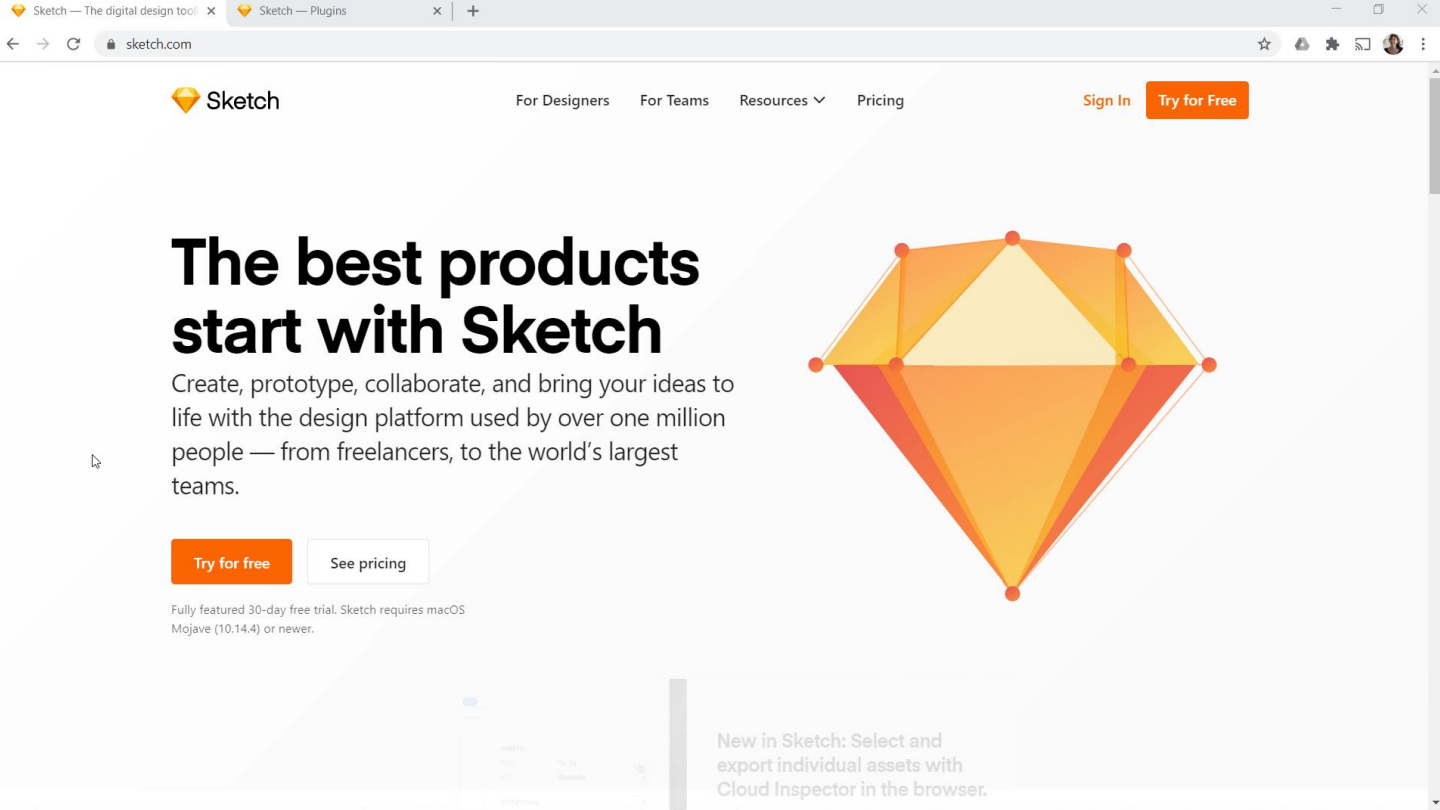 Sketch — The digital design tool
Sketch — Plugins
sketch.com
Sketch
For Designers
For Teams
Resources
Pricing
Sign In
Try for Free
The best products
start with Sketch
Create, prototype, collaborate, and bring your ideas to
life with the design platform used by over one million
people — from freelancers, to the world's largest
teams.
Try for free
See pricing
Fully featured 30-day free trial. Sketch requires macOS
Mojave (10.14.4) or newer.
New in Sketch: Select and
export individual assets with
Cloud Inspector in the browser.